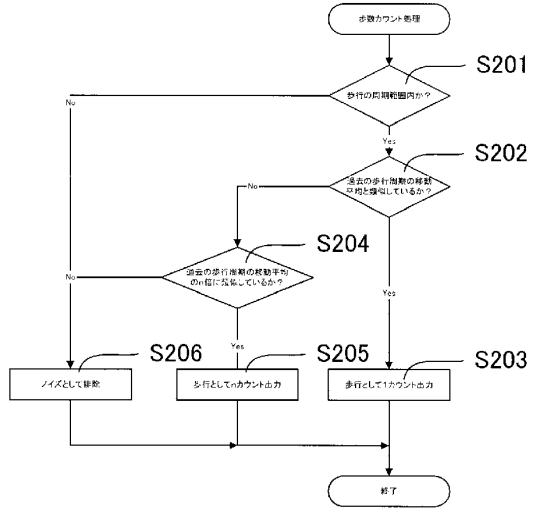 歩数カウント処理
S201
歩行の周期範囲内か？
No
Yes
S202
過去の歩行周期の移動
平均と類似しているか？
No
S204
過去の歩行周期の移動平均
のn倍に類似しているか？
No
Yes
Yes
S206
S205
S203
ノイズとして排除
歩行としてnカウント出力
歩行として1カウント出力
終了